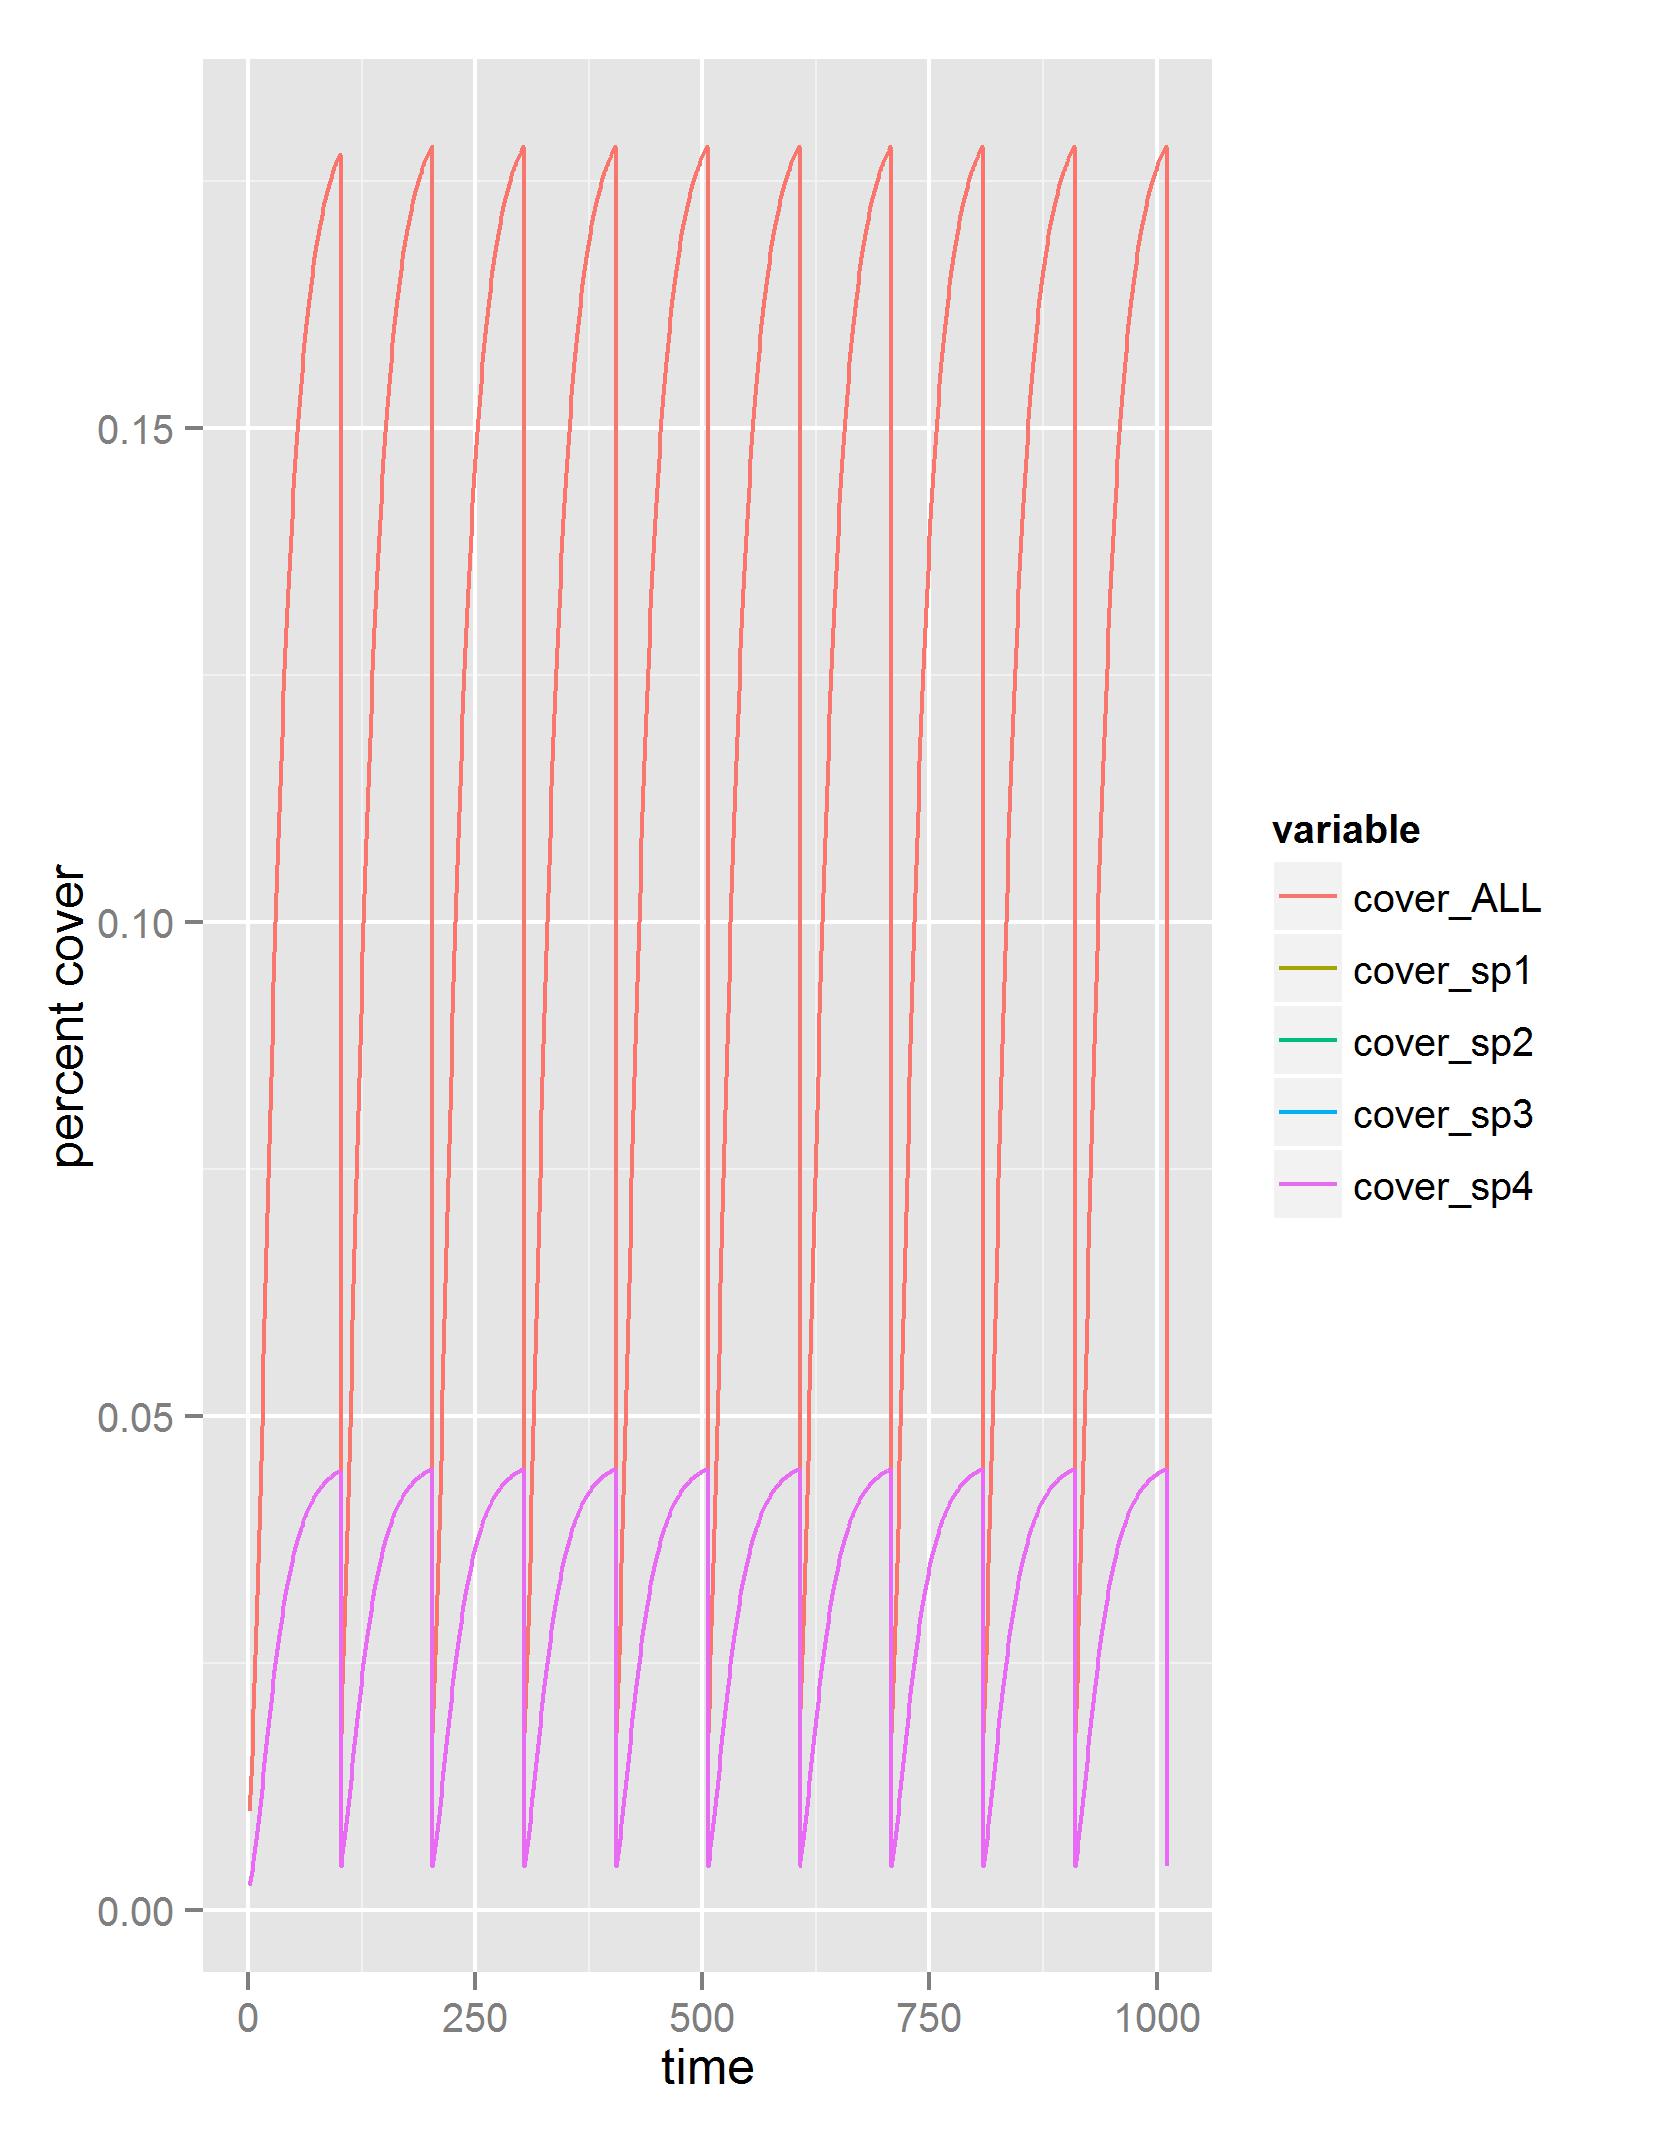 percent cover
0.15
0.10
0.05
0.00
0
250
500
750
1000
time
variable
cover_ALL
cover_sp1
cover_sp2
cover_sp3
cover_sp4